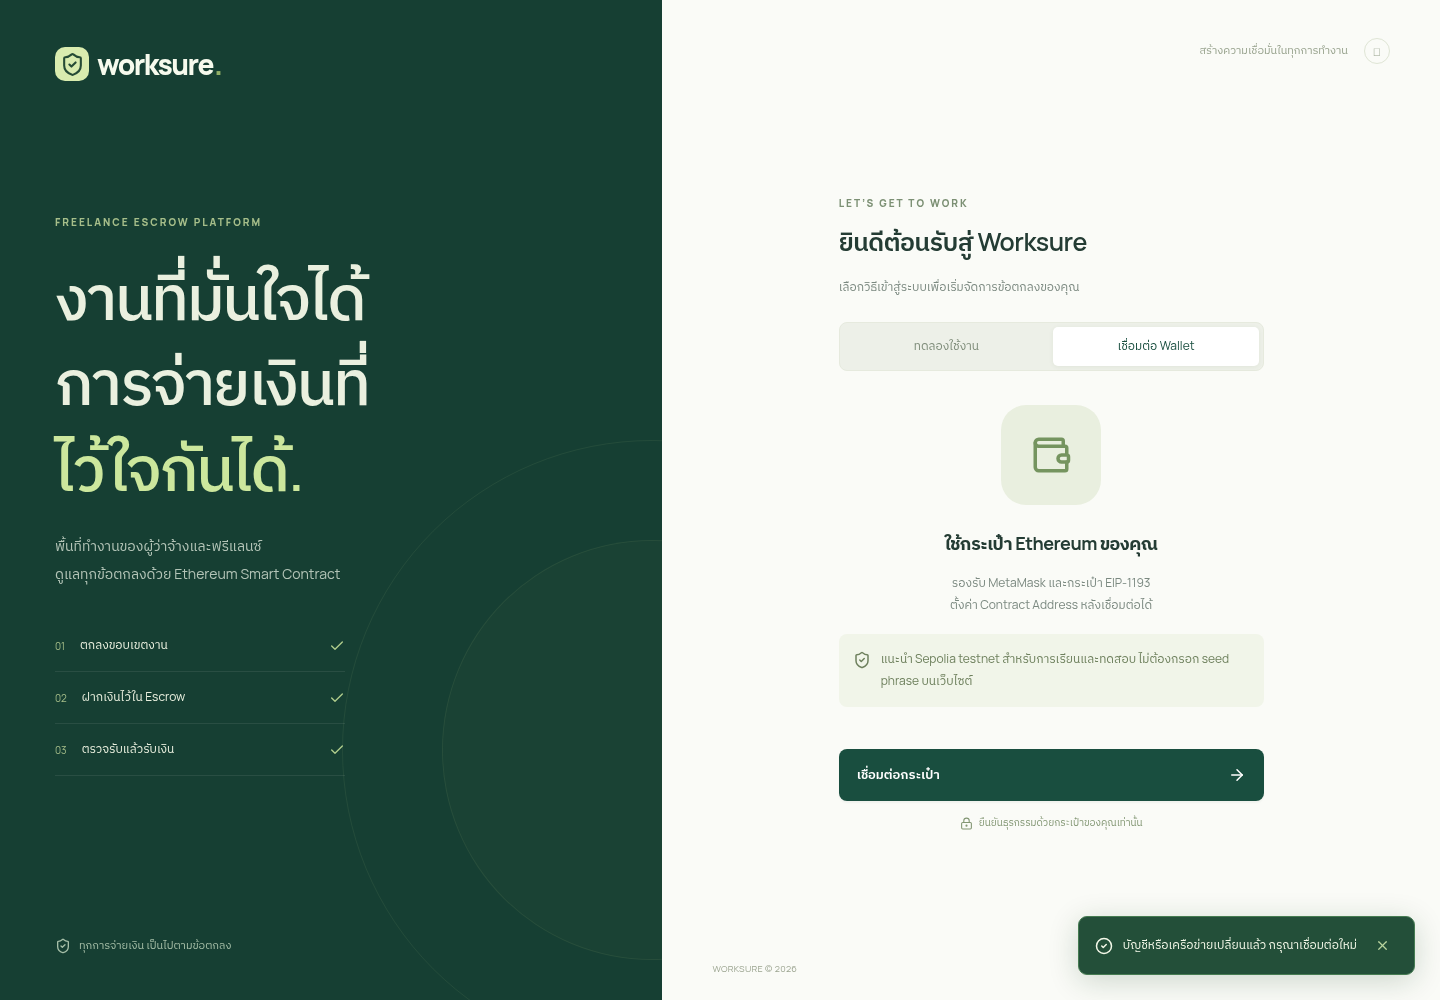 worksure.
FREELANCE ESCROW PLATFORM
งานที่มั่นใจได้
การจ่ายเงินที่
ไว้ใจกันได้.
พื้นที่ทำงานของผู้ว่าจ้างและฟรีแลนซ์
ดูแลทุกข้อตกลงด้วย Ethereum Smart Contract
01 ตกลงขอบเขตงาน
02 ฝากเงินไว้ใน Escrow
03 ตรวจรับแล้วรับเงิน
ทุกการจ่ายเงิน เป็นไปตามข้อตกลง
สร้างความเชื่อมั่นในทุกการทำงาน
LET'S GET TO WORK
ยินดีต้อนรับสู่ Worksure
เลือกวิธีเข้าสู่ระบบเพื่อเริ่มจัดการข้อตกลงของคุณ
ทดลองใช้งาน
เชื่อมต่อ Wallet
ใช้กระเป๋า Ethereum ของคุณ
รองรับ MetaMask และกระเป๋า EIP-1193
ตั้งค่า Contract Address หลังเชื่อมต่อได้
แนะนำ Sepolia testnet สำหรับการเรียนและทดสอบ ไม่ต้องกรอก seed
phrase บนเว็บไซต์
เชื่อมต่อกระเป๋า
ยืนยันธุรกรรมด้วยกระเป๋าของคุณเท่านั้น
บัญชีหรือเครือข่ายเปลี่ยนแล้ว กรุณาเชื่อมต่อใหม่
WORKSURE © 2026